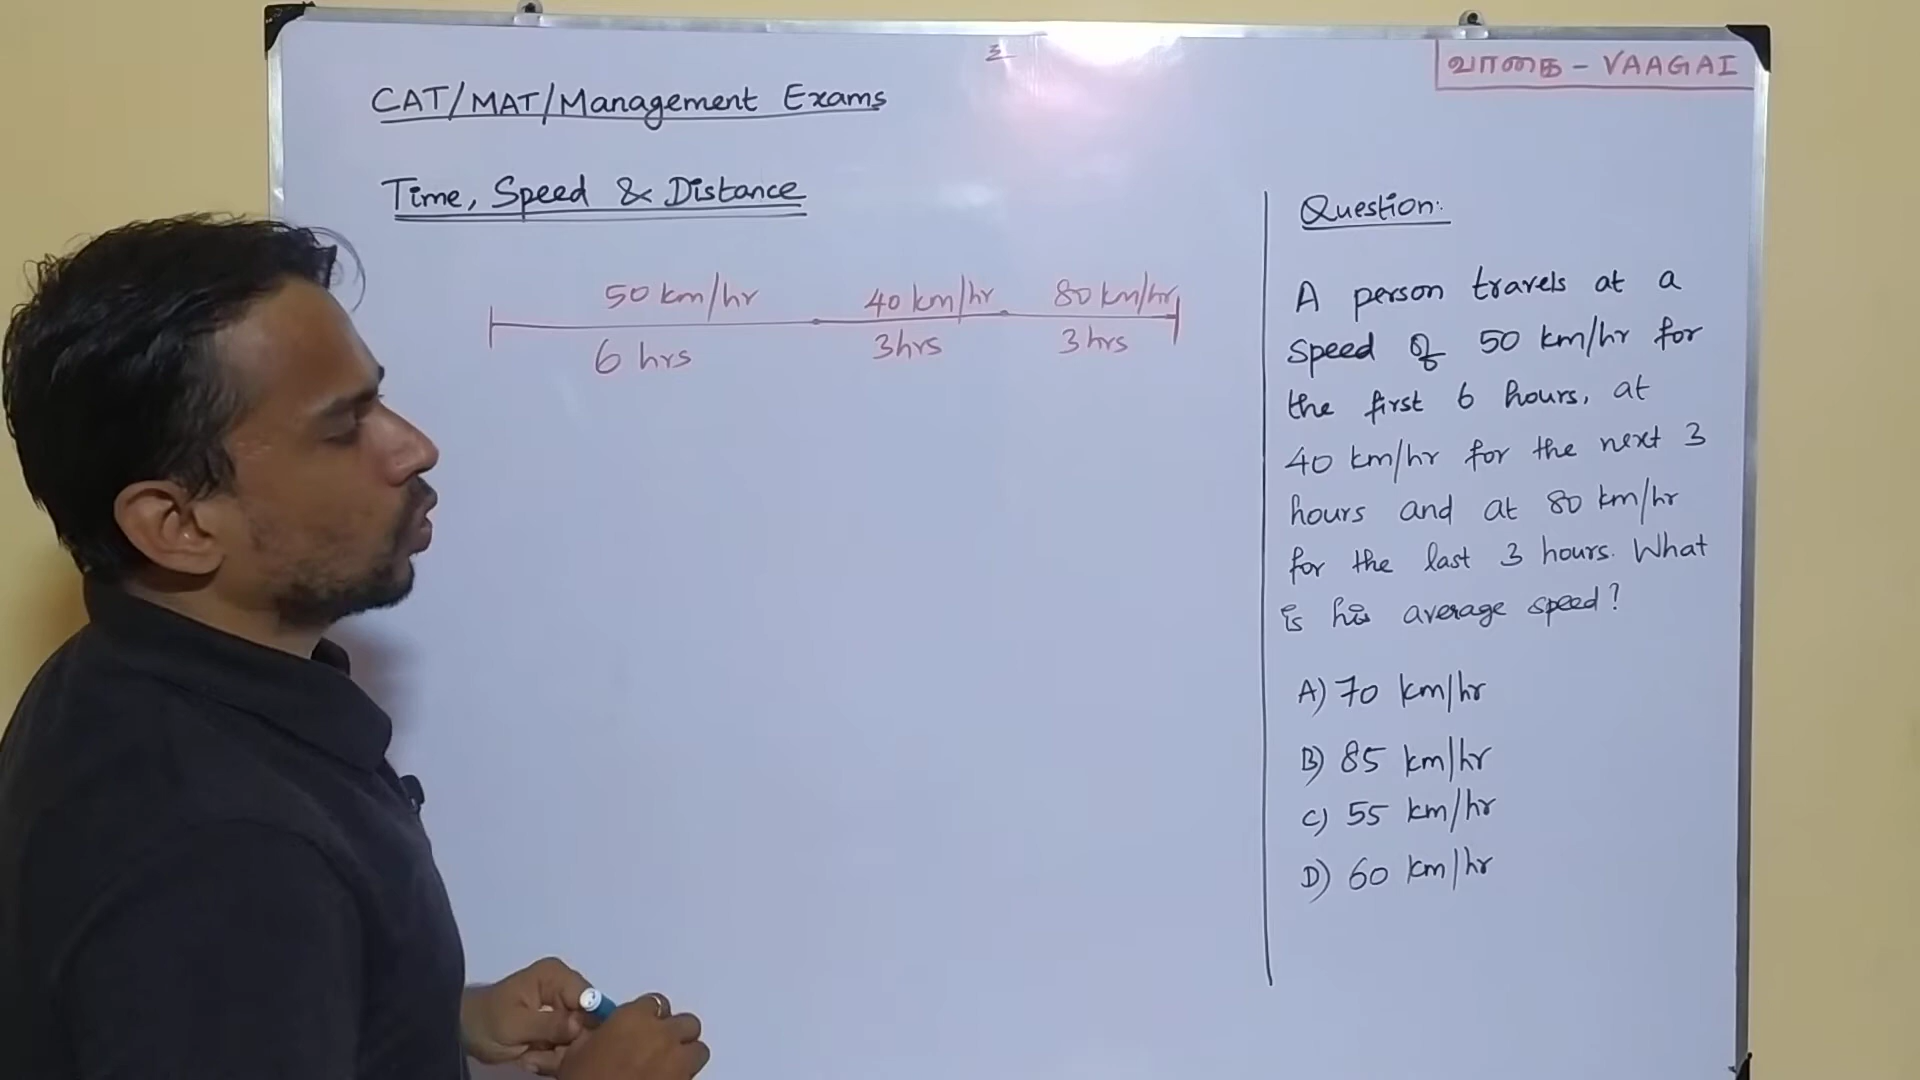 வாகை - VAAGAI
CAT/MAT/Management Exams
Time, Speed & Distance
50 km/hr 40 km/hr 80 km/hr
6 hrs 3 hrs 3 hrs
Question:
A person travels at a
speed of 50 km/hr for
the first 6 hours, at
40 km/hr for the next 3
hours and at 80 km/hr
for the last 3 hours. What
is his average speed?
A) 70 km/hr
B) 85 km/hr
C) 55 km/hr
D) 60 km/hr